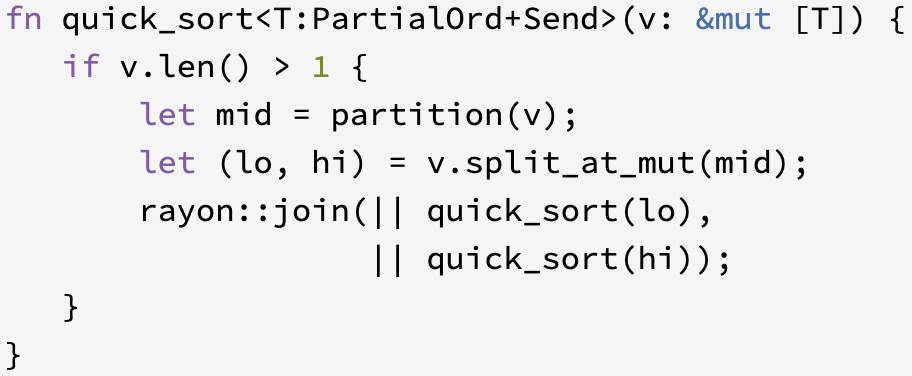 fn quick_sort<T:PartialOrd+Send>(v: &mut [T]) {
    if v.len() > 1 {
        let mid = partition(v);
        let (lo, hi) = v.split_at_mut(mid);
        rayon::join(|| quick_sort(lo),
                    || quick_sort(hi));
    }
}